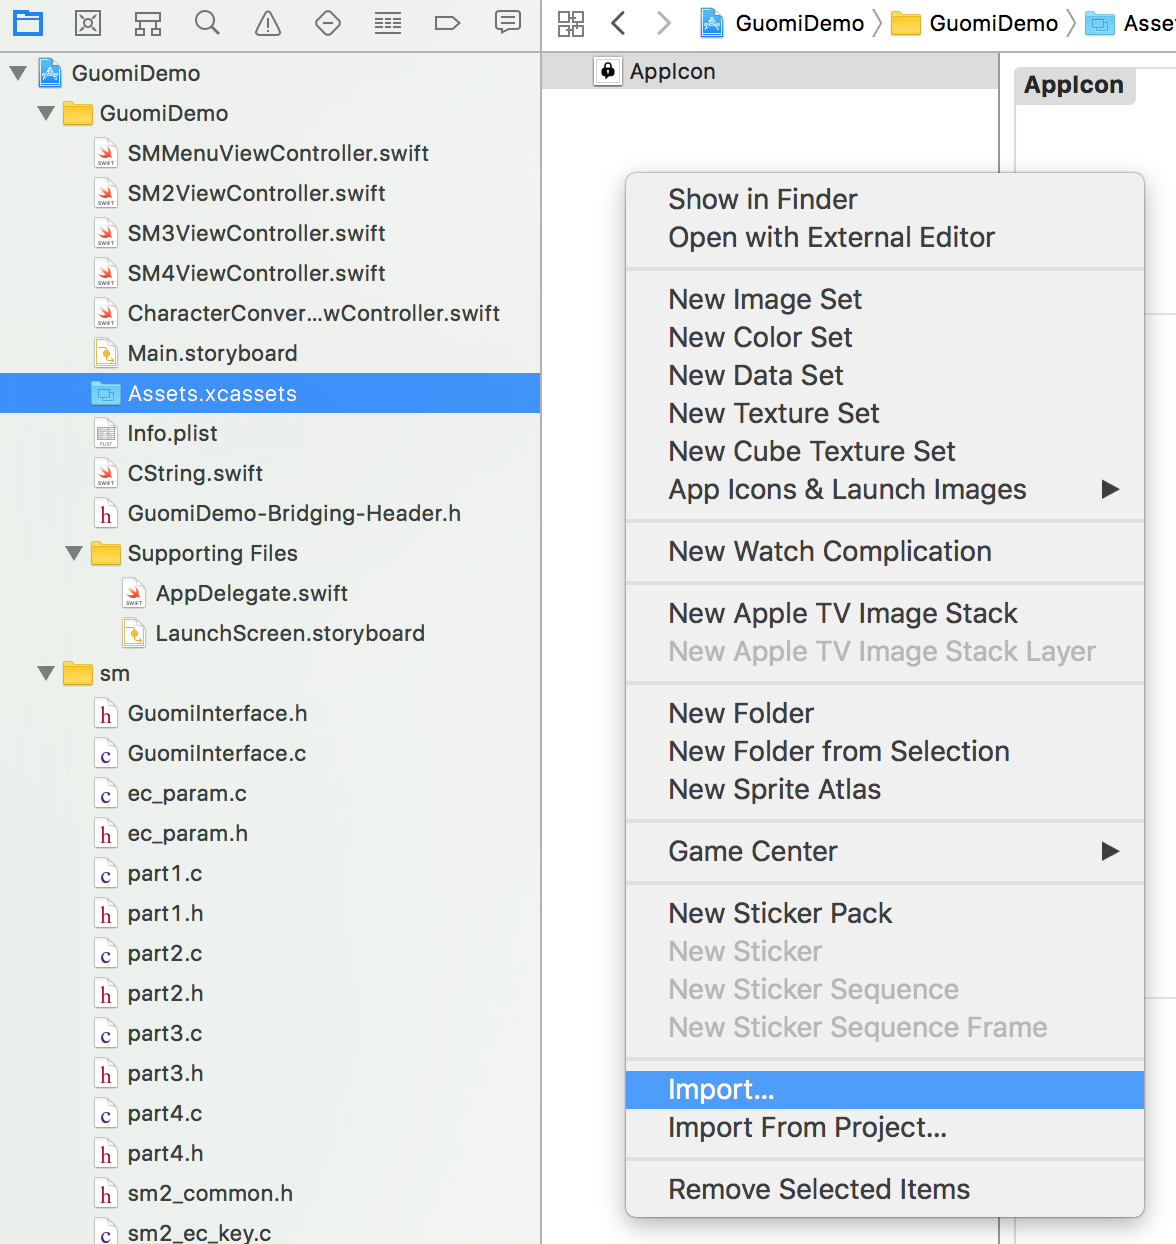 GuomiDemo
GuomiDemo
Asse
GuomiDemo
GuomiDemo
SMMenuViewController.swift
SM2ViewController.swift
SM3ViewController.swift
SM4ViewController.swift
CharacterConver...wController.swift
Main.storyboard
Assets.xcassets
Info.plist
CString.swift
GuomiDemo-Bridging-Header.h
Supporting Files
AppDelegate.swift
LaunchScreen.storyboard
sm
GuomiInterface.h
GuomiInterface.c
ec_param.c
ec_param.h
part1.c
part1.h
part2.c
part2.h
part3.c
part3.h
part4.c
part4.h
sm2_common.h
sm2_ec_key.c
AppIcon
AppIcon
Show in Finder
Open with External Editor
New Image Set
New Color Set
New Data Set
New Texture Set
New Cube Texture Set
App Icons & Launch Images
New Watch Complication
New Apple TV Image Stack
New Apple TV Image Stack Layer
New Folder
New Folder from Selection
New Sprite Atlas
Game Center
New Sticker Pack
New Sticker
New Sticker Sequence
New Sticker Sequence Frame
Import...
Import From Project...
Remove Selected Items